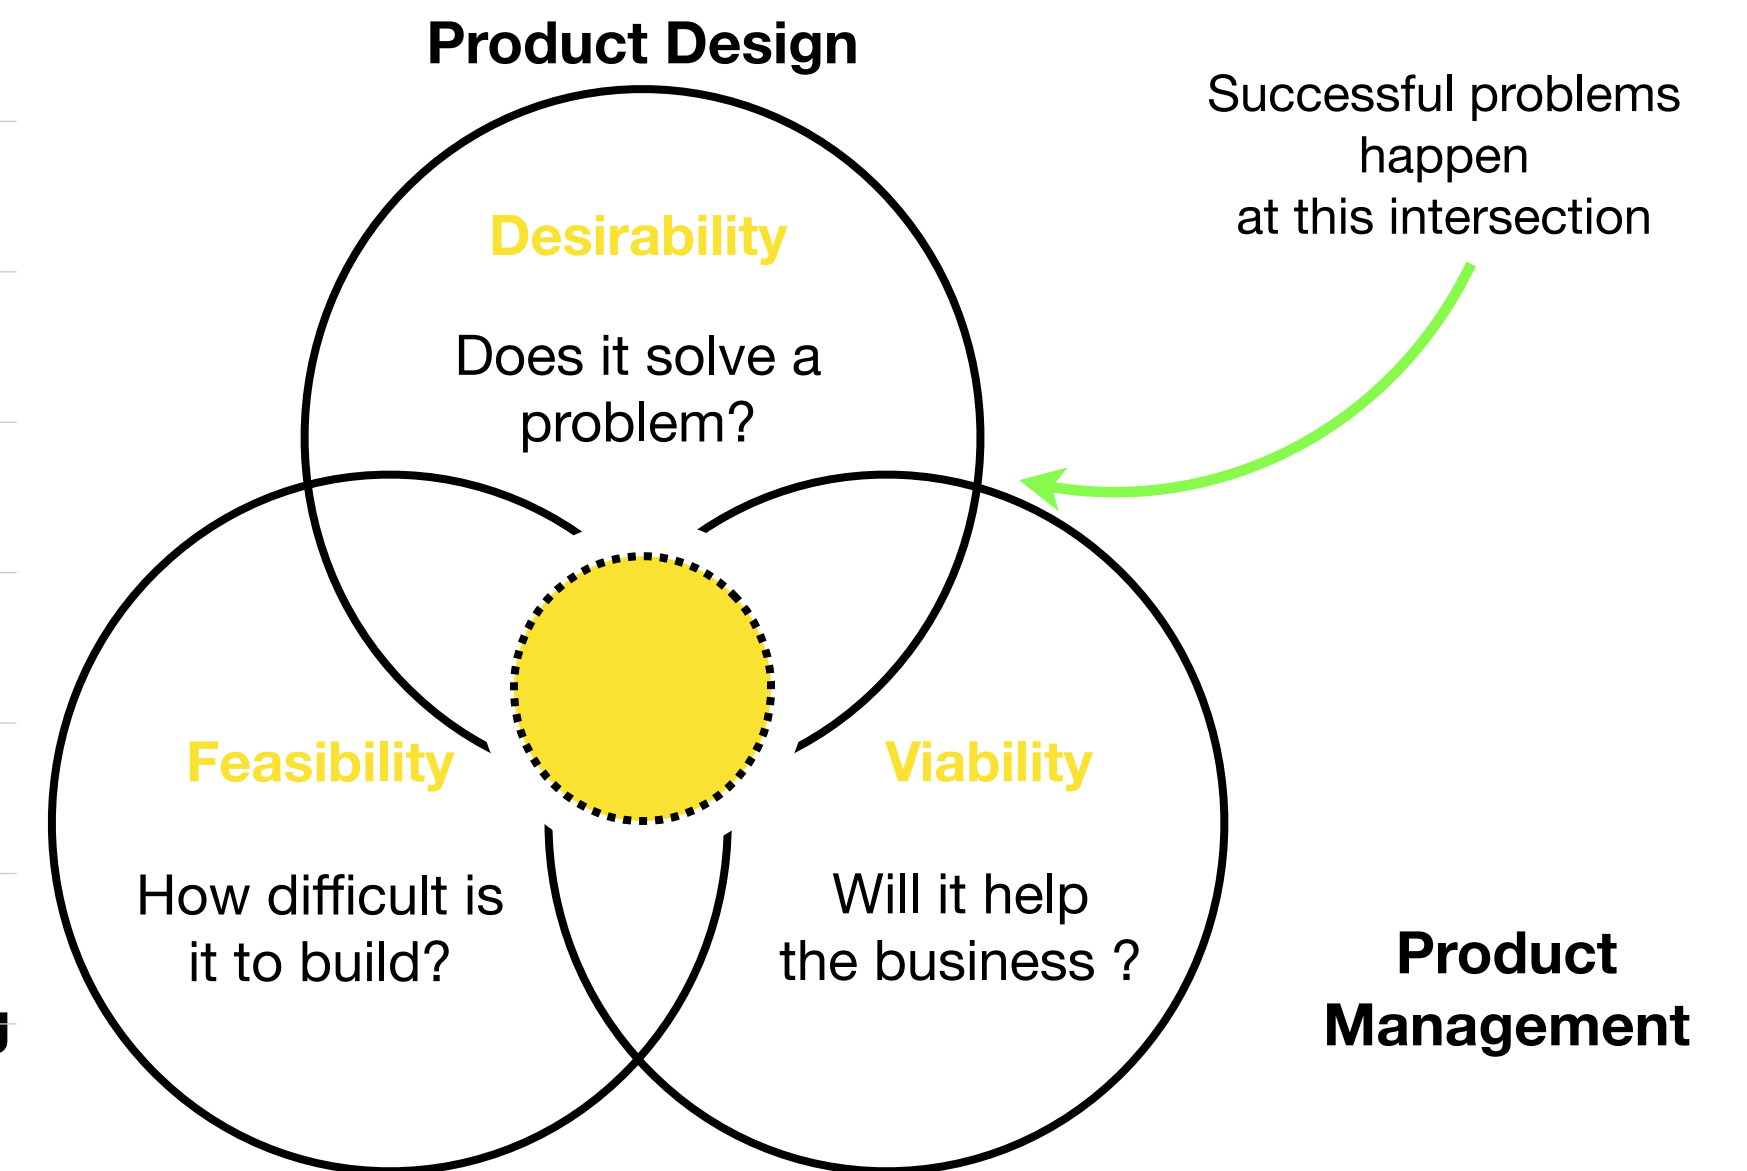 Product Design
Successful problems
happen
at this intersection
Desirability
Does it solve a
problem?
Feasibility
How difficult is
it to build?
Viability
Will it help
the business ?
Product
Management